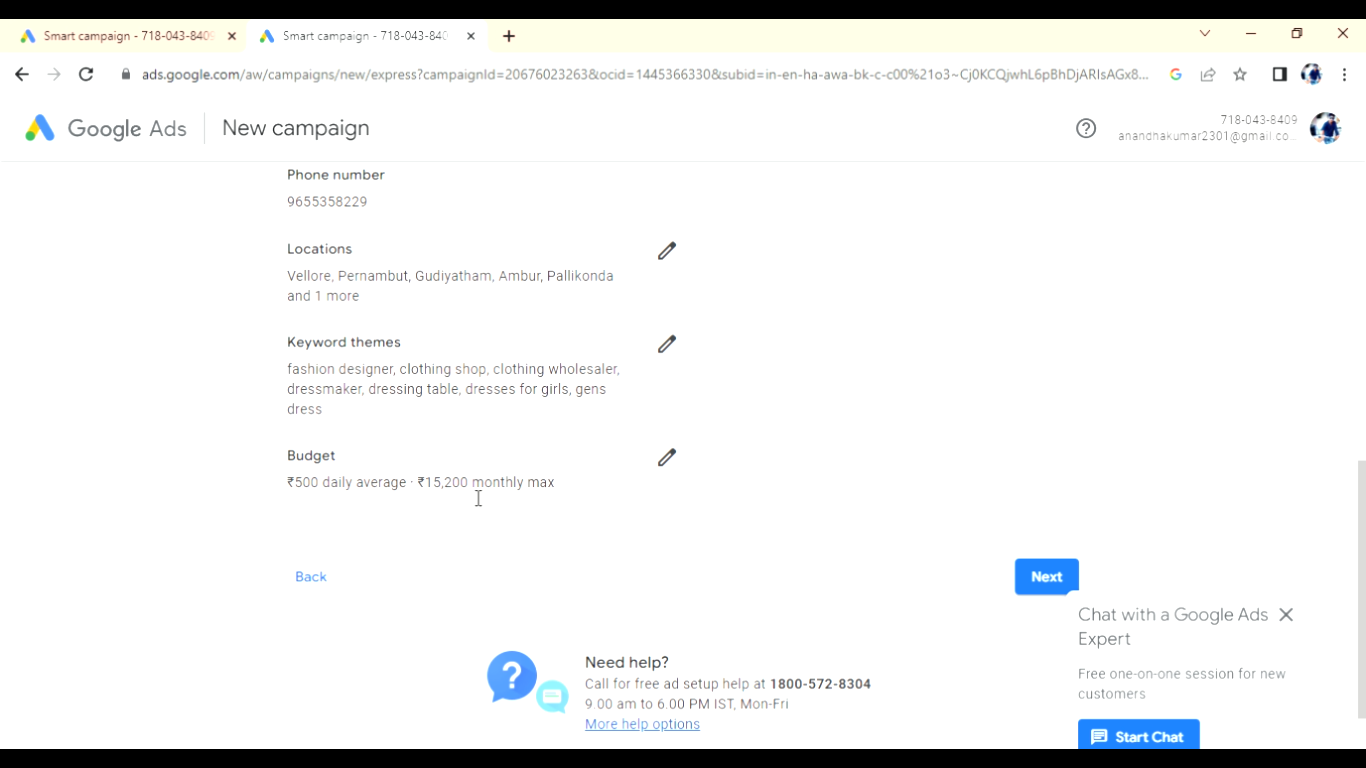 Smart campaign - 718-043-8409
Smart campaign - 718-043-840
ads.google.com/aw/campaigns/new/express?campaignId=20676023263&ocid=1445366330&subid=in-en-ha-awa-bk-c-c00%21o3~Cj0KCQjwhL6pBhDjARIsAGx8...
Google Ads
New campaign
718-043-8409
anandhakumar2301@gmail.co...
Phone number
9655358229
Locations
Vellore, Pernambut, Gudiyatham, Ambur, Pallikonda
and 1 more
Keyword themes
fashion designer, clothing shop, clothing wholesaler,
dressmaker, dressing table, dresses for girls, gens
dress
Budget
₹500 daily average · ₹15,200 monthly max
Back
Next
Chat with a Google Ads
Expert
Free one-on-one session for new
customers
Start Chat
Need help?
Call for free ad setup help at 1800-572-8304
9.00 am to 6.00 PM IST, Mon-Fri
More help options